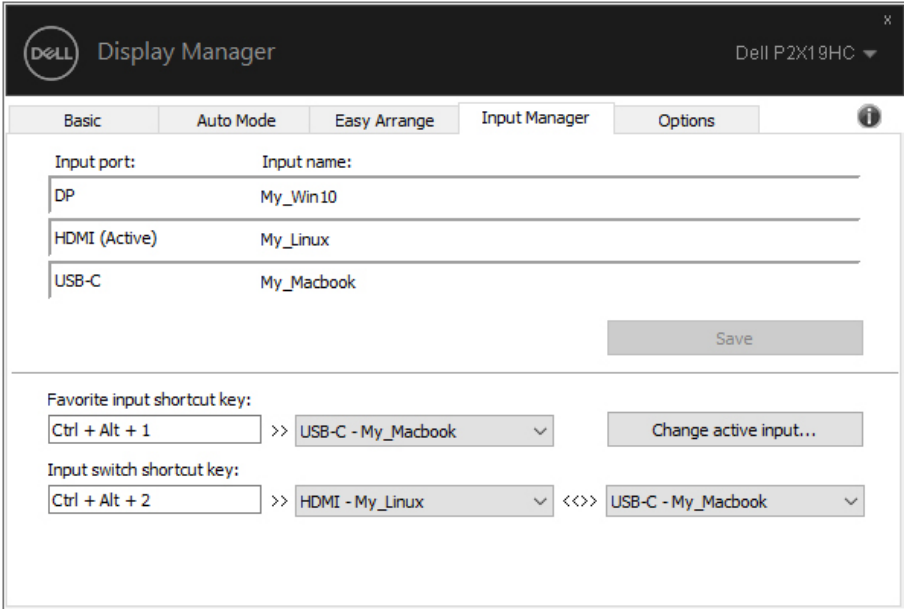 x
DELL Display Manager Dell P2X19HC
Basic Auto Mode Easy Arrange Input Manager Options i
Input port: Input name:
DP My_Win10
HDMI (Active) My_Linux
USB-C My_Macbook
Save
Favorite input shortcut key:
Ctrl + Alt + 1 >> USB-C - My_Macbook Change active input...
Input switch shortcut key:
Ctrl + Alt + 2 >> HDMI - My_Linux <<>> USB-C - My_Macbook